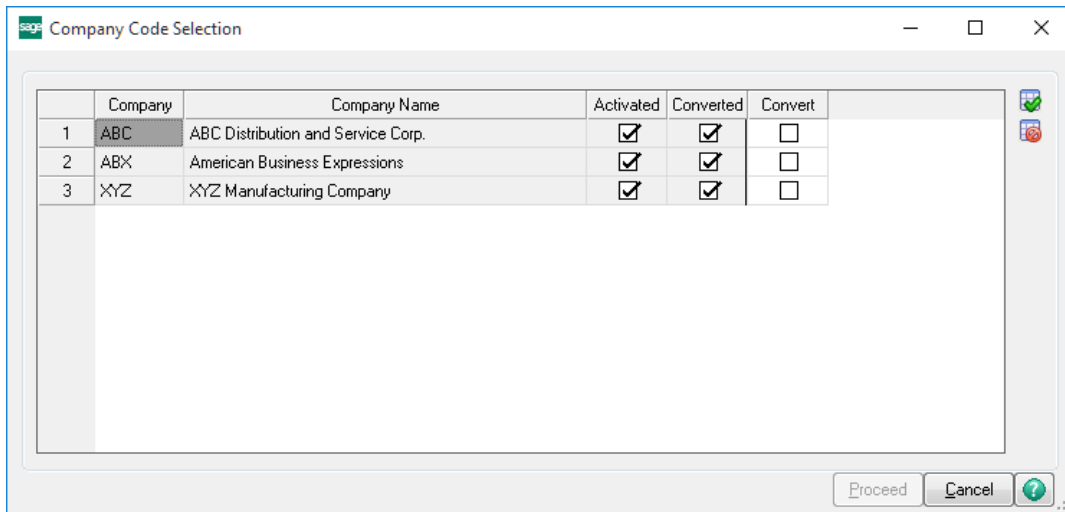 sage Company Code Selection
Company Company Name Activated Converted Convert
1 ABC ABC Distribution and Service Corp.
2 ABX American Business Expressions
3 XYZ XYZ Manufacturing Company
Proceed Cancel ?